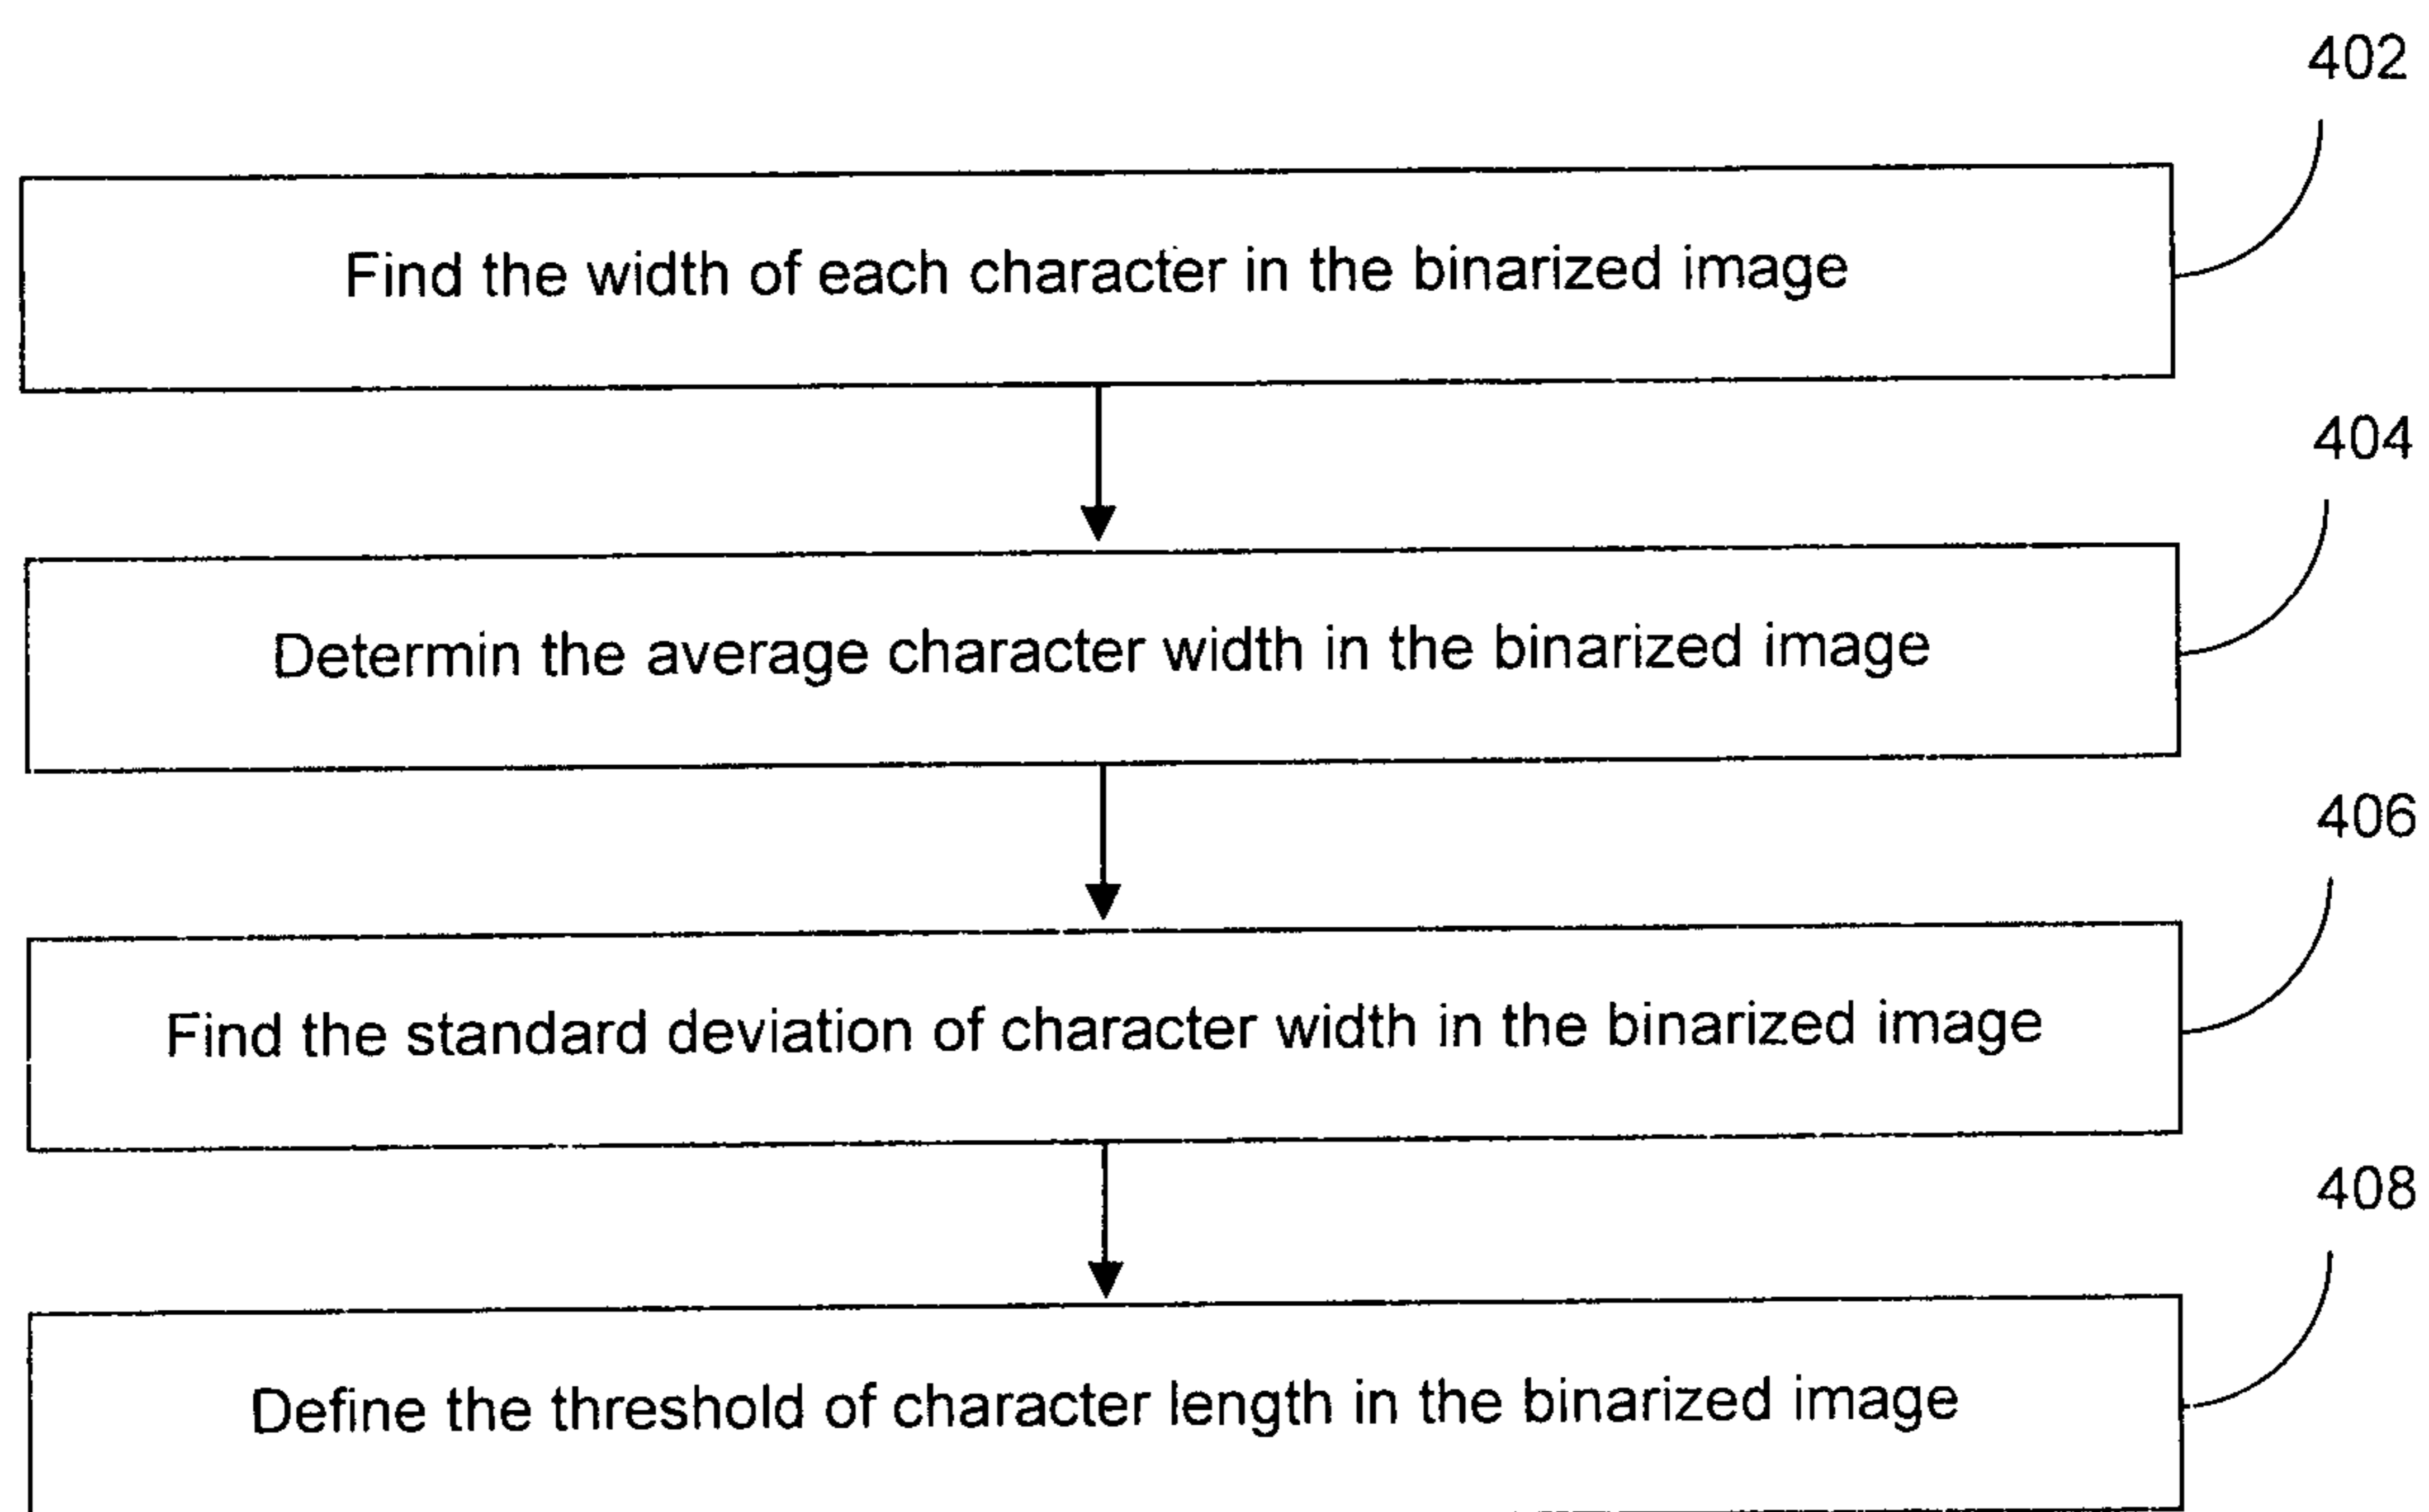 402
Find the width of each character in the binarized image
404
Determin the average character width in the binarized image
406
Find the standard deviation of character width in the binarized image
408
Define the threshold of character length in the binarized image